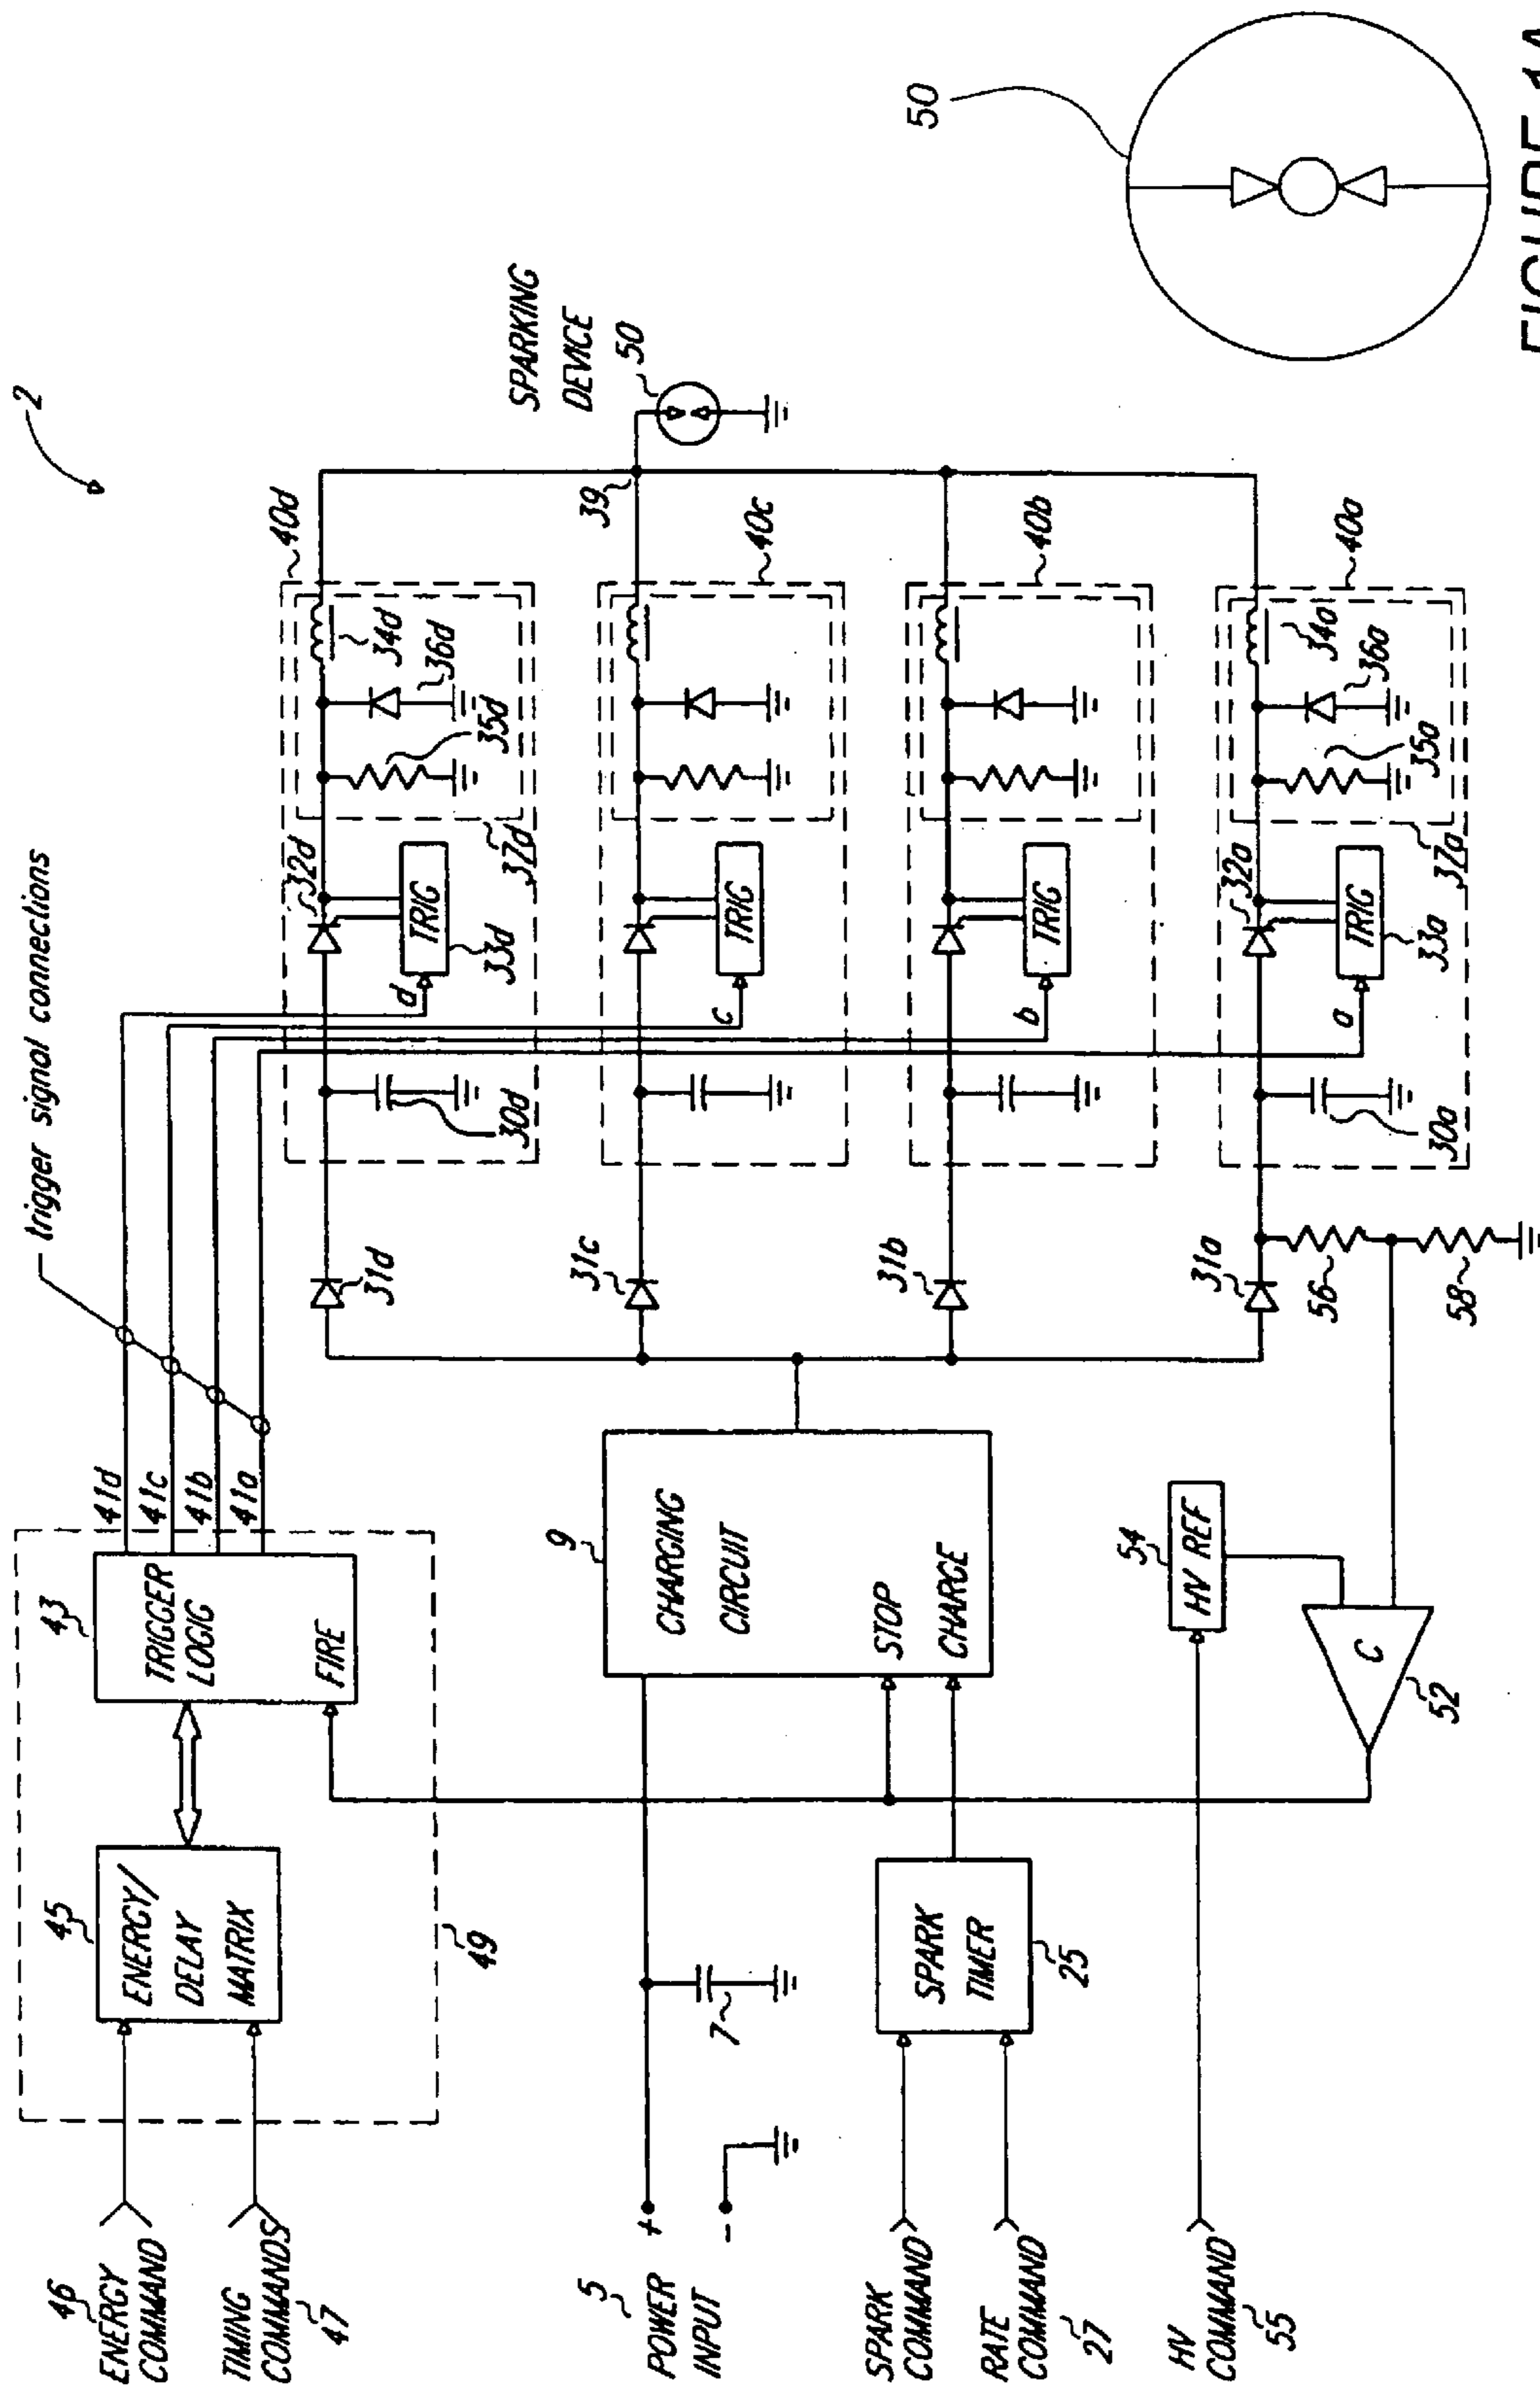 2
trigger signal connections
46
ENERGY
COMMAND
TIMING
COMMANDS
47
45
ENERGY/
DELAY
MATRIX
49
43
TRIGGER
LOGIC
FIRE
41d
41c
41b
41a
5
POWER
INPUT
+
-
7
9
CHARGING
CIRCUIT
STOP
CHARGE
SPARK
COMMAND
RATE
COMMAND
27
SPARK
TIMER
25
HV
COMMAND
55
54
HV REF
C
52
56
58
31d
31c
31b
31a
30d
d
TRIG
33d
32d
37d
35d
36d
34d
40d
c
TRIG
40c
b
TRIG
40b
30a
a
TRIG
33a
32a
37a
35a
36a
34a
40a
39
SPARKING
DEVICE
50
50
FIGURE 1A